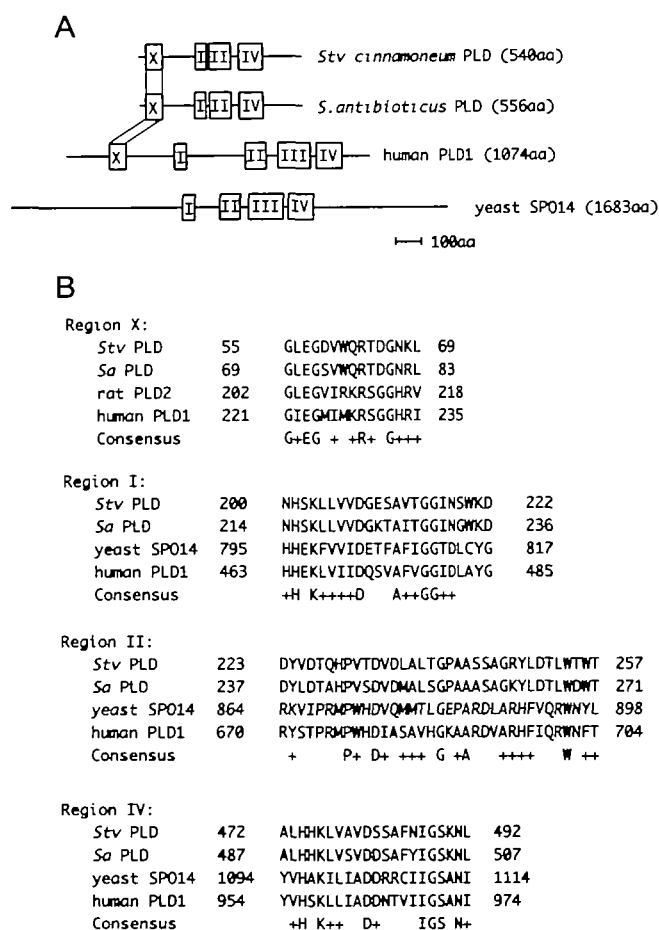 A
X I II IV Stv cinnamoneum PLD (540aa)
X I II IV S.antibioticus PLD (556aa)
X I II III IV human PLD1 (1074aa)
I II III IV yeast SPO14 (1683aa)
100aa
B
Region X:
Stv PLD 55 GLEGDVWQRTDGNKL 69
Sa PLD 69 GLEGSVWQRTDGNRL 83
rat PLD2 202 GLEGVIRKRSGGHRV 218
human PLD1 221 GIEGMIMKRSGGHRI 235
Consensus G+EG + +R+ G+++
Region I:
Stv PLD 200 NHSKLLVVDGESAVTGGINSWKD 222
Sa PLD 214 NHSKLLVVDGKTAITGGINGWKD 236
yeast SPO14 795 HHEKFVVIDETFAFIGGTDLCYG 817
human PLD1 463 HHEKLVIIDQSVAFVGGIDLAYG 485
Consensus +H K++++D A++GG++
Region II:
Stv PLD 223 DYVDTQHPVTDVDLALTGPAASSAGRYLDTLWTWT 257
Sa PLD 237 DYLDTAHPVSDVDMALSGPAASAGKYLDTLWDWT 271
yeast SPO14 864 RKVIPRMPWHDVQMMTLGEPARDLARHFVQRWNYL 898
human PLD1 670 RYSTPRMPWHDIASAVHGKAARDVARHFIQRWNFT 704
Consensus + P+ D+ +++ G +A ++++ W ++
Region IV:
Stv PLD 472 ALHHKLVAVDSSAFNIGSKNL 492
Sa PLD 487 ALHHKLVSVDDSAFYIGSKNL 507
yeast SPO14 1094 YVHAKILIADDRRCIIGSANI 1114
human PLD1 954 YVHSKLLIADDNTVIIGSANI 974
Consensus +H K++ D+ IGS N+